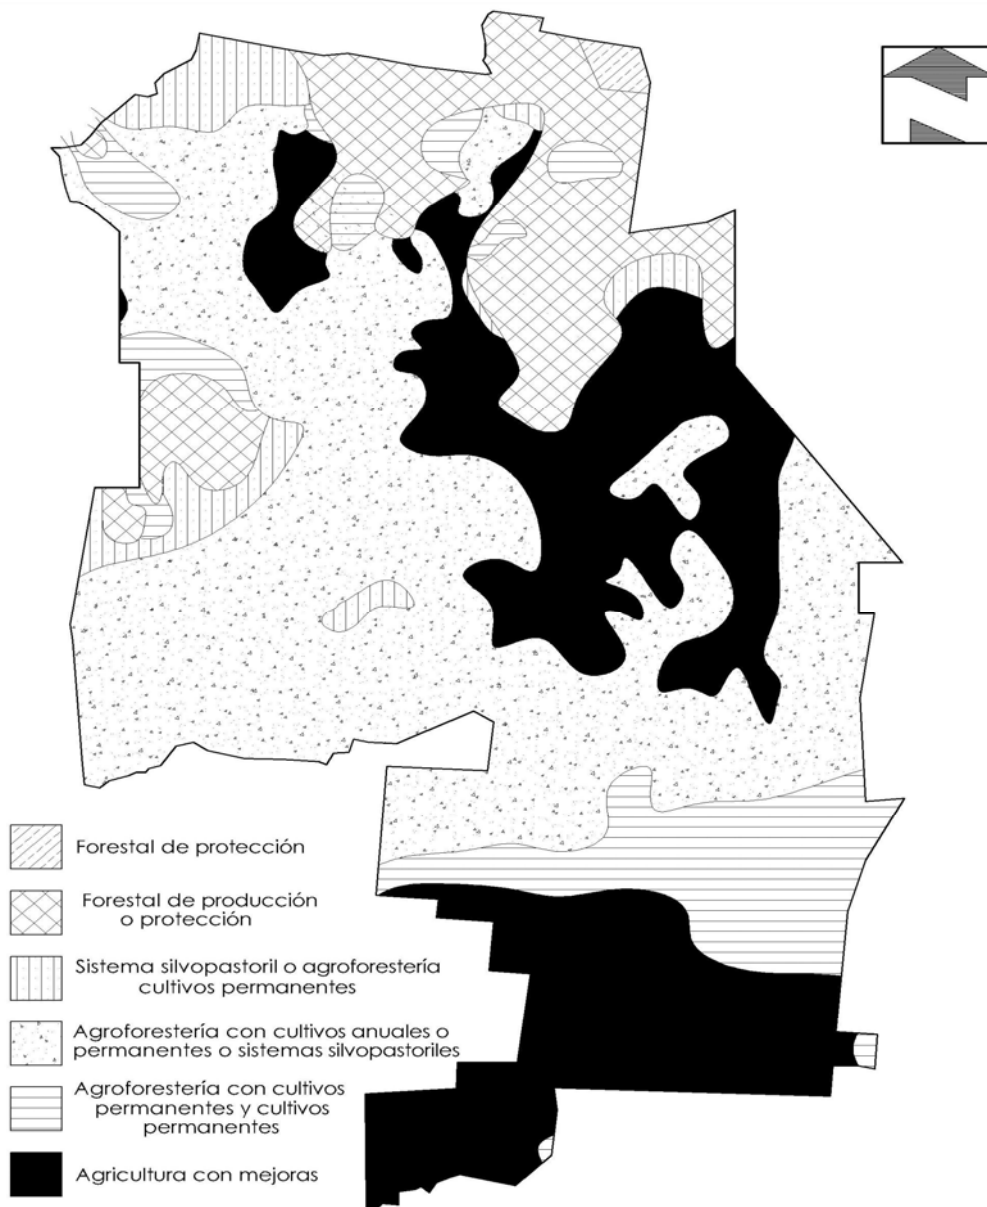 Forestal de protección
Forestal de producción
o protección
Sistema silvopastoril o agroforestería
cultivos permanentes
Agroforestería con cultivos anuales o
permanentes o sistemas silvopastoriles
Agroforestería con cultivos
permanentes y cultivos
permanentes
Agricultura con mejoras